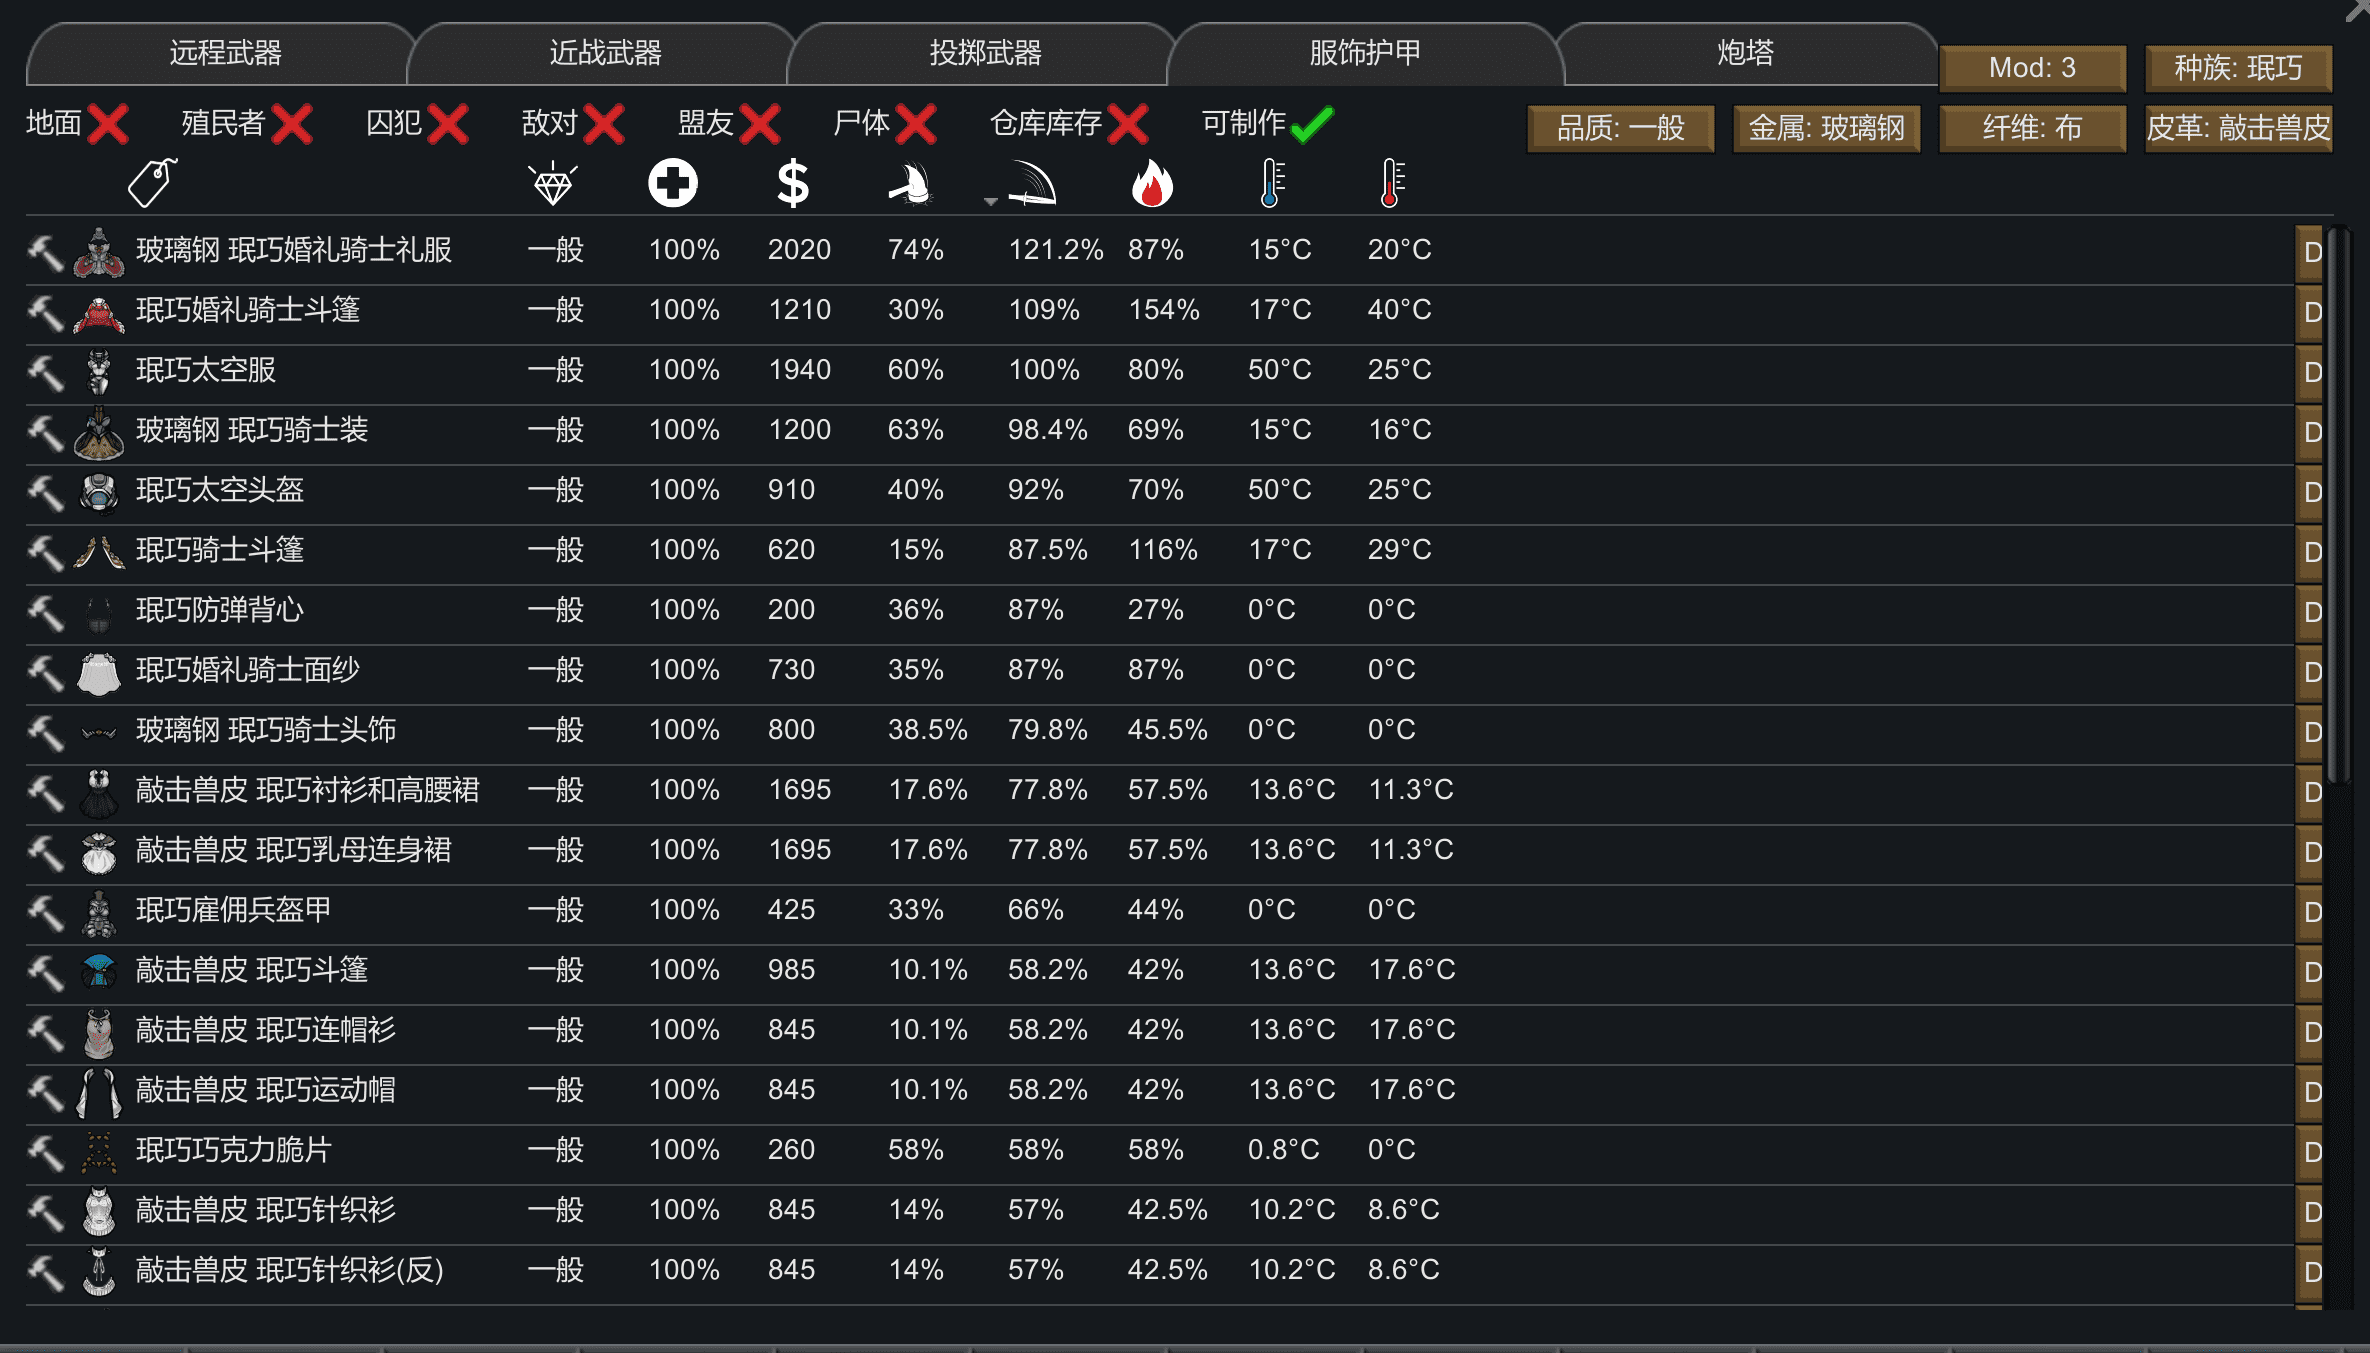 远程武器 近战武器 投掷武器 服饰护甲 炮塔 Mod: 3 种族: 珉巧
地面 殖民者 囚犯 敌对 盟友 尸体 仓库库存 可制作 品质: 一般 金属: 玻璃钢 纤维: 布 皮革: 敲击兽皮
玻璃钢 珉巧婚礼骑士礼服 一般 100% 2020 74% 121.2% 87% 15°C 20°C D
珉巧婚礼骑士斗篷 一般 100% 1210 30% 109% 154% 17°C 40°C D
珉巧太空服 一般 100% 1940 60% 100% 80% 50°C 25°C D
玻璃钢 珉巧骑士装 一般 100% 1200 63% 98.4% 69% 15°C 16°C D
珉巧太空头盔 一般 100% 910 40% 92% 70% 50°C 25°C D
珉巧骑士斗篷 一般 100% 620 15% 87.5% 116% 17°C 29°C D
珉巧防弹背心 一般 100% 200 36% 87% 27% 0°C 0°C D
珉巧婚礼骑士面纱 一般 100% 730 35% 87% 87% 0°C 0°C D
玻璃钢 珉巧骑士头饰 一般 100% 800 38.5% 79.8% 45.5% 0°C 0°C D
敲击兽皮 珉巧衬衫和高腰裙 一般 100% 1695 17.6% 77.8% 57.5% 13.6°C 11.3°C D
敲击兽皮 珉巧乳母连身裙 一般 100% 1695 17.6% 77.8% 57.5% 13.6°C 11.3°C D
珉巧雇佣兵盔甲 一般 100% 425 33% 66% 44% 0°C 0°C D
敲击兽皮 珉巧斗篷 一般 100% 985 10.1% 58.2% 42% 13.6°C 17.6°C D
敲击兽皮 珉巧连帽衫 一般 100% 845 10.1% 58.2% 42% 13.6°C 17.6°C D
敲击兽皮 珉巧运动帽 一般 100% 845 10.1% 58.2% 42% 13.6°C 17.6°C D
珉巧巧克力脆片 一般 100% 260 58% 58% 58% 0.8°C 0°C D
敲击兽皮 珉巧针织衫 一般 100% 845 14% 57% 42.5% 10.2°C 8.6°C D
敲击兽皮 珉巧针织衫(反) 一般 100% 845 14% 57% 42.5% 10.2°C 8.6°C D